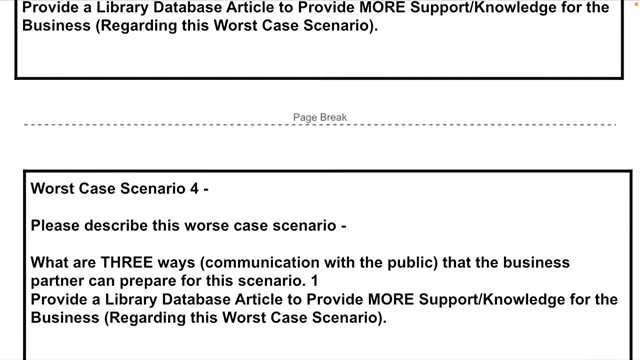 Provide a Library Database Article to Provide MORE Support/Knowledge for the
Business (Regarding this Worst Case Scenario).
Page Break
Worst Case Scenario 4 -
Please describe this worse case scenario -
What are THREE ways (communication with the public) that the business
partner can prepare for this scenario. 1
Provide a Library Database Article to Provide MORE Support/Knowledge for the
Business (Regarding this Worst Case Scenario).